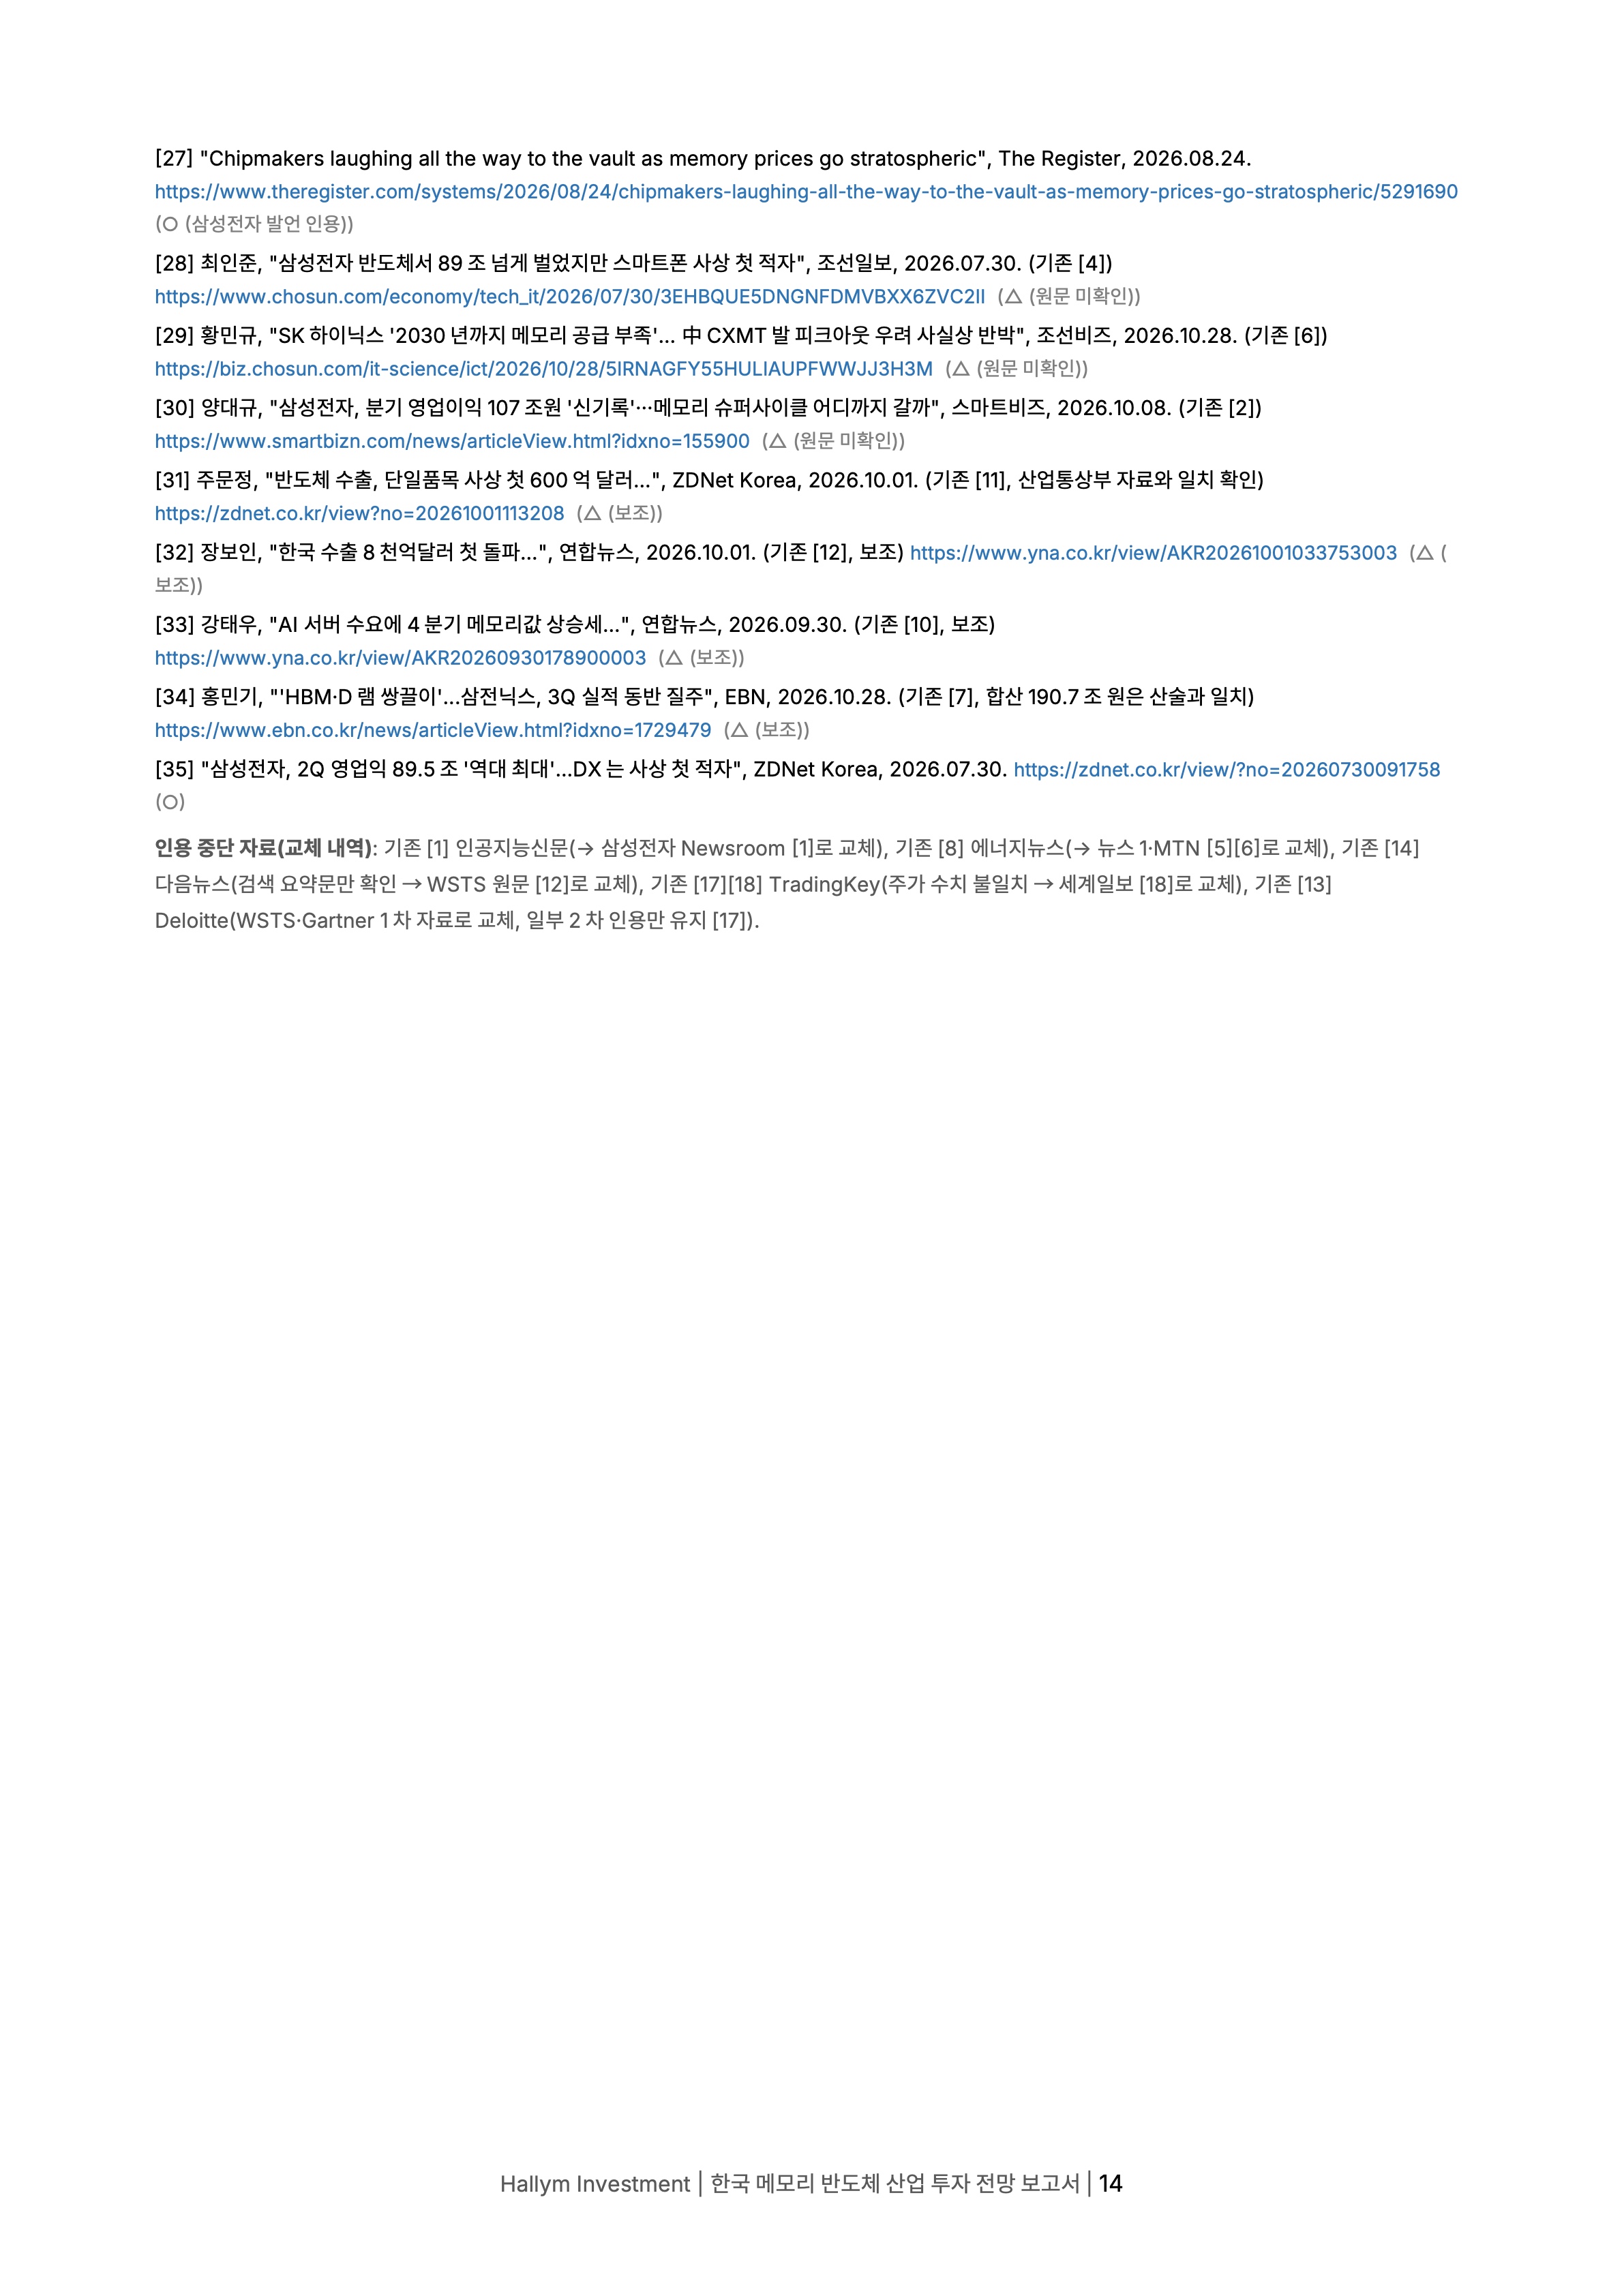 [27] "Chipmakers laughing all the way to the vault as memory prices go stratospheric", The Register, 2026.08.24.
https://www.theregister.com/systems/2026/08/24/chipmakers-laughing-all-the-way-to-the-vault-as-memory-prices-go-stratospheric/5291690
(○ (삼성전자 발언 인용))
[28] 최인준, "삼성전자 반도체서 89 조 넘게 벌었지만 스마트폰 사상 첫 적자", 조선일보, 2026.07.30. (기존 [4])
https://www.chosun.com/economy/tech_it/2026/07/30/3EHBQUE5DNGNFDMVBXX6ZVC2II (△ (원문 미확인))
[29] 황민규, "SK 하이닉스 '2030 년까지 메모리 공급 부족'... 中 CXMT 발 피크아웃 우려 사실상 반박", 조선비즈, 2026.10.28. (기존 [6])
https://biz.chosun.com/it-science/ict/2026/10/28/5IRNAGFY55HULIAUPFWWJJ3H3M (△ (원문 미확인))
[30] 양대규, "삼성전자, 분기 영업이익 107 조원 '신기록'…메모리 슈퍼사이클 어디까지 갈까", 스마트비즈, 2026.10.08. (기존 [2])
https://www.smartbizn.com/news/articleView.html?idxno=155900 (△ (원문 미확인))
[31] 주문정, "반도체 수출, 단일품목 사상 첫 600 억 달러...", ZDNet Korea, 2026.10.01. (기존 [11], 산업통상부 자료와 일치 확인)
https://zdnet.co.kr/view?no=20261001113208 (△ (보조))
[32] 장보인, "한국 수출 8 천억달러 첫 돌파...", 연합뉴스, 2026.10.01. (기존 [12], 보조) https://www.yna.co.kr/view/AKR20261001033753003 (△ (
보조))
[33] 강태우, "AI 서버 수요에 4 분기 메모리값 상승세...", 연합뉴스, 2026.09.30. (기존 [10], 보조)
https://www.yna.co.kr/view/AKR20260930178900003 (△ (보조))
[34] 홍민기, "'HBM·D 램 쌍끌이'...삼전닉스, 3Q 실적 동반 질주", EBN, 2026.10.28. (기존 [7], 합산 190.7 조 원은 산술과 일치)
https://www.ebn.co.kr/news/articleView.html?idxno=1729479 (△ (보조))
[35] "삼성전자, 2Q 영업익 89.5 조 '역대 최대'...DX 는 사상 첫 적자", ZDNet Korea, 2026.07.30. https://zdnet.co.kr/view/?no=20260730091758
(○)
인용 중단 자료(교체 내역): 기존 [1] 인공지능신문(→ 삼성전자 Newsroom [1]로 교체), 기존 [8] 에너지뉴스(→ 뉴스 1·MTN [5][6]로 교체), 기존 [14]
다음뉴스(검색 요약문만 확인 → WSTS 원문 [12]로 교체), 기존 [17][18] TradingKey(주가 수치 불일치 → 세계일보 [18]로 교체), 기존 [13]
Deloitte(WSTS·Gartner 1 차 자료로 교체, 일부 2 차 인용만 유지 [17]).
Hallym Investment | 한국 메모리 반도체 산업 투자 전망 보고서 | 14